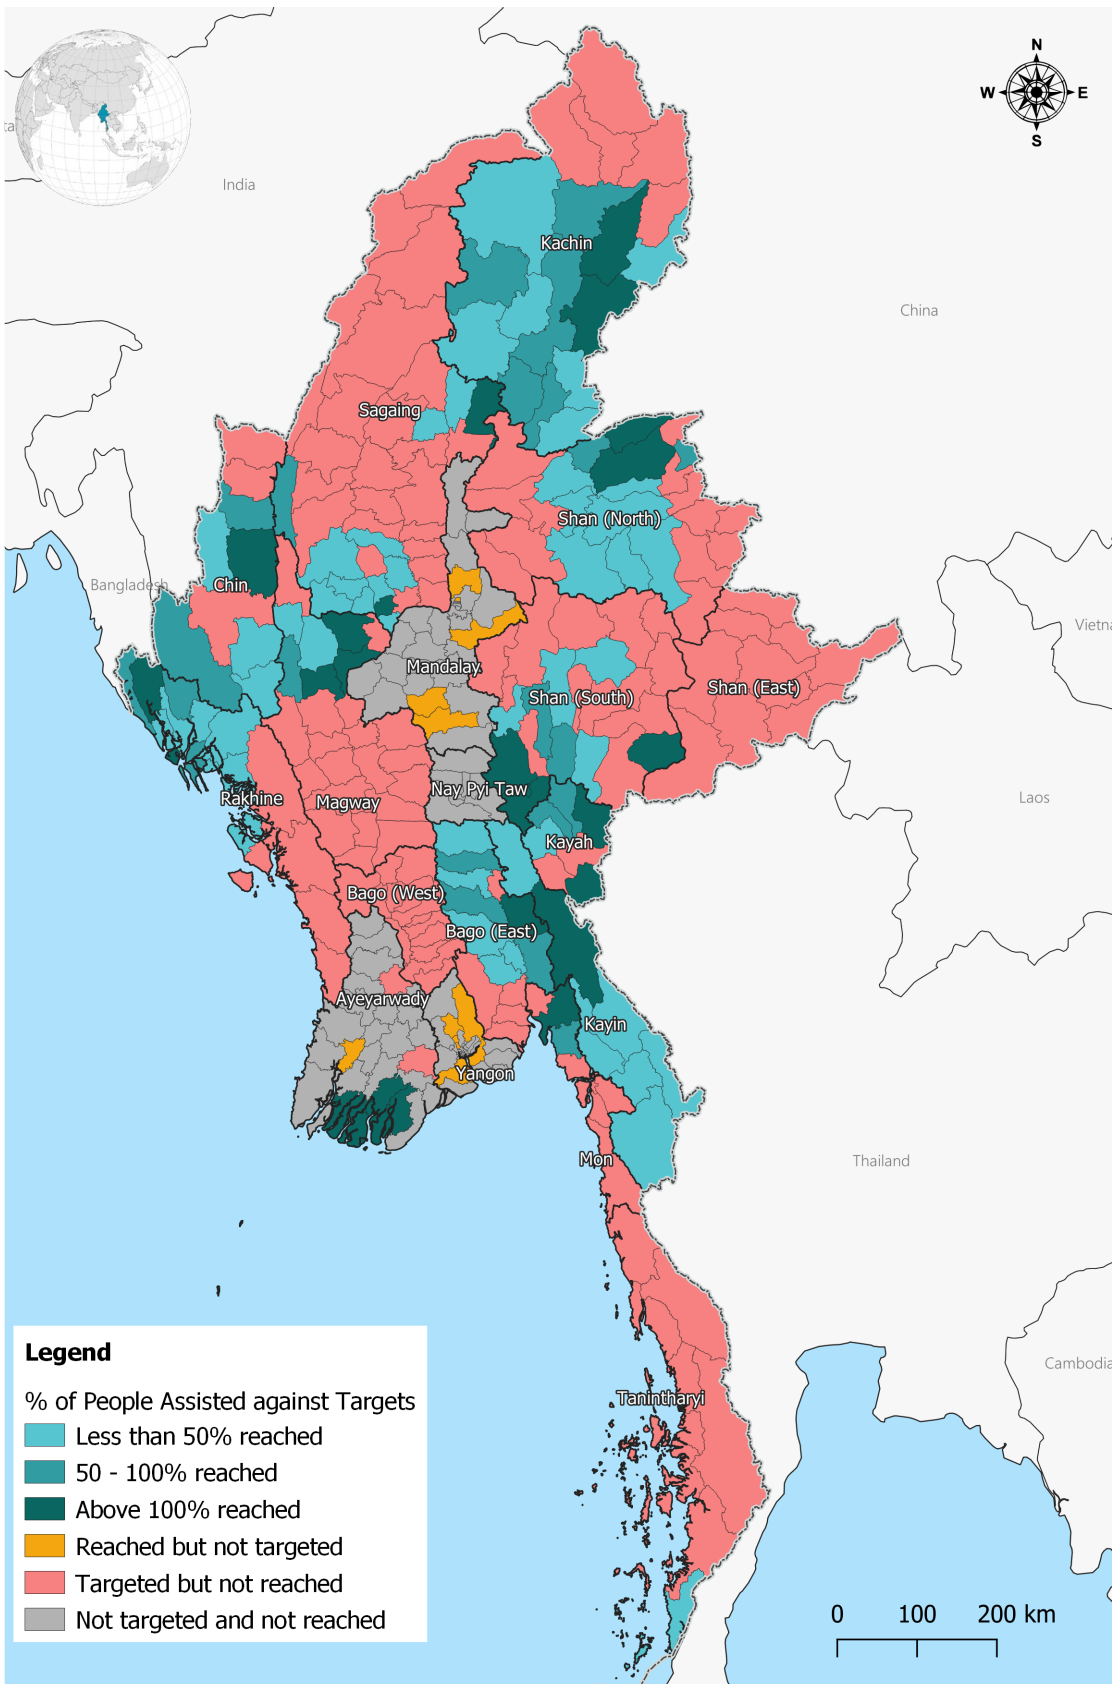 N
W
E
S
India
Kachin
China
Sagaing
Shan (North)
Bangladesh
Chin
Vietna
Mandalay
Shan (East)
Shan (South)
Nay Pyi Taw
Rakhine
Magway
Laos
Kayah
Bago (West)
Bago (East)
Ayeyarwady
Kayin
Yangon
Mon
Thailand
Legend
Cambodia
% of People Assisted against Targets
Tanintharyi
Less than 50% reached
50 - 100% reached
Above 100% reached
Reached but not targeted
Targeted but not reached
Not targeted and not reached
0 100 200 km